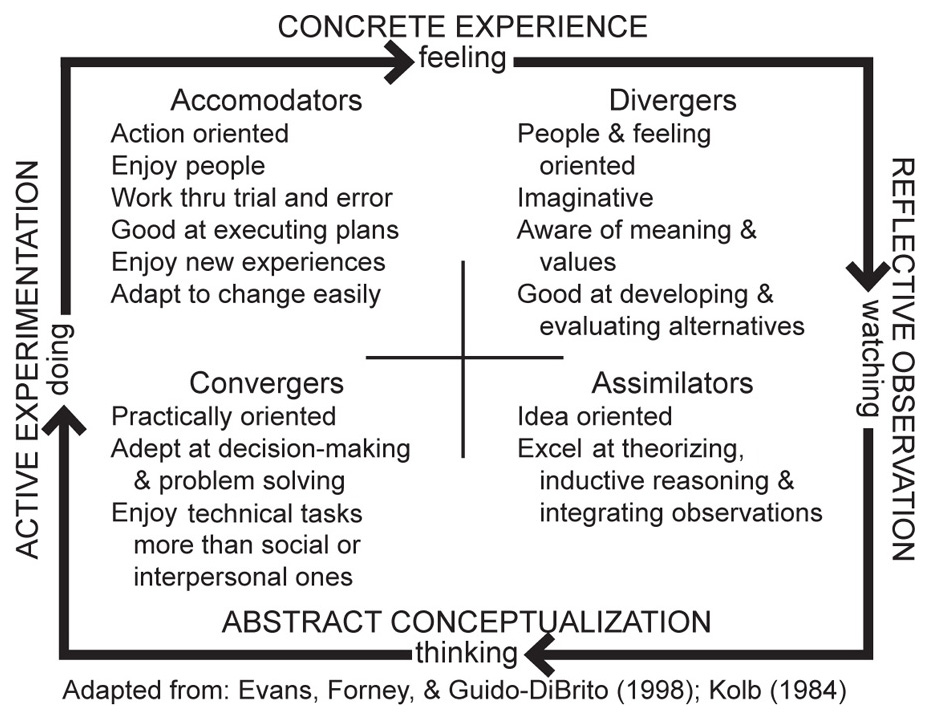 CONCRETE EXPERIENCE
feeling
Accomodators
Action oriented
Enjoy people
Work thru trial and error
Good at executing plans
Enjoy new experiences
Adapt to change easily
Divergers
People & feeling
oriented
Imaginative
Aware of meaning &
values
Good at developing &
evaluating alternatives
ACTIVE EXPERIMENTATION
doing
REFLECTIVE OBSERVATION
watching
Convergers
Practically oriented
Adept at decision-making
& problem solving
Enjoy technical tasks
more than social or
interpersonal ones
Assimilators
Idea oriented
Excel at theorizing,
inductive reasoning &
integrating observations
ABSTRACT CONCEPTUALIZATION
thinking
Adapted from: Evans, Forney, & Guido-DiBrito (1998); Kolb (1984)